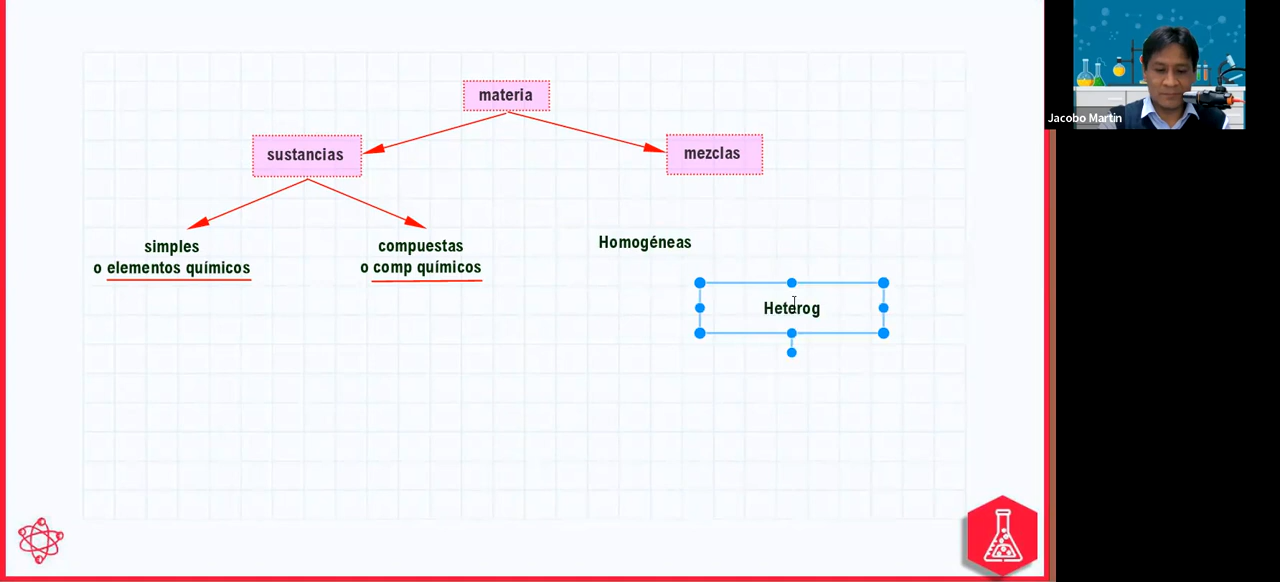 materia
sustancias
mezclas
simples
o elementos químicos
compuestas
o comp químicos
Homogéneas
Heterog
Jacobo Martin